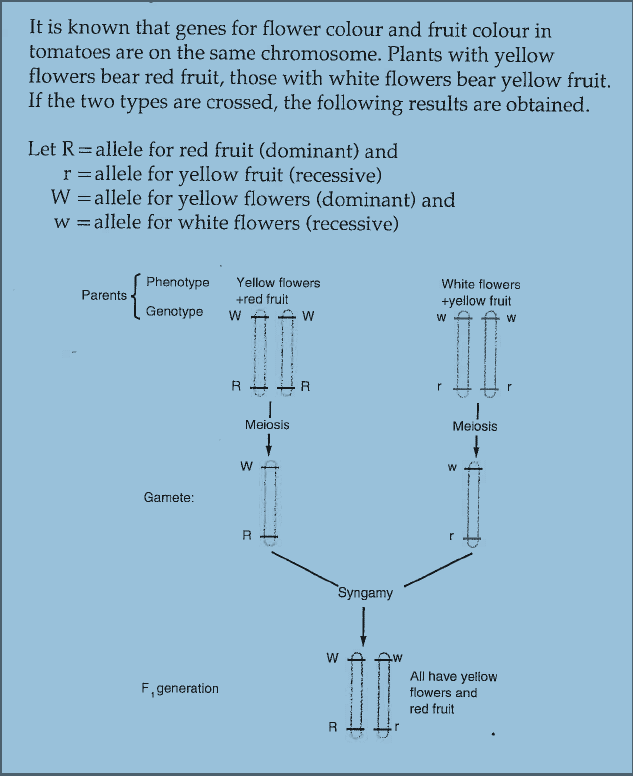 It is known that genes for flower colour and fruit colour in
tomatoes are on the same chromosome. Plants with yellow
flowers bear red fruit, those with white flowers bear yellow fruit.
If the two types are crossed, the following results are obtained.
Let R = allele for red fruit (dominant) and
r = allele for yellow fruit (recessive)
W = allele for yellow flowers (dominant) and
w = allele for white flowers (recessive)
Parents
Phenotype
Genotype
Yellow flowers
+red fruit
White flowers
+yellow fruit
W W
w w
R R
r r
Meiosis
Meiosis
W
w
Gamete:
R
r
Syngamy
W w
F1 generation
All have yellow
flowers and
red fruit
R r